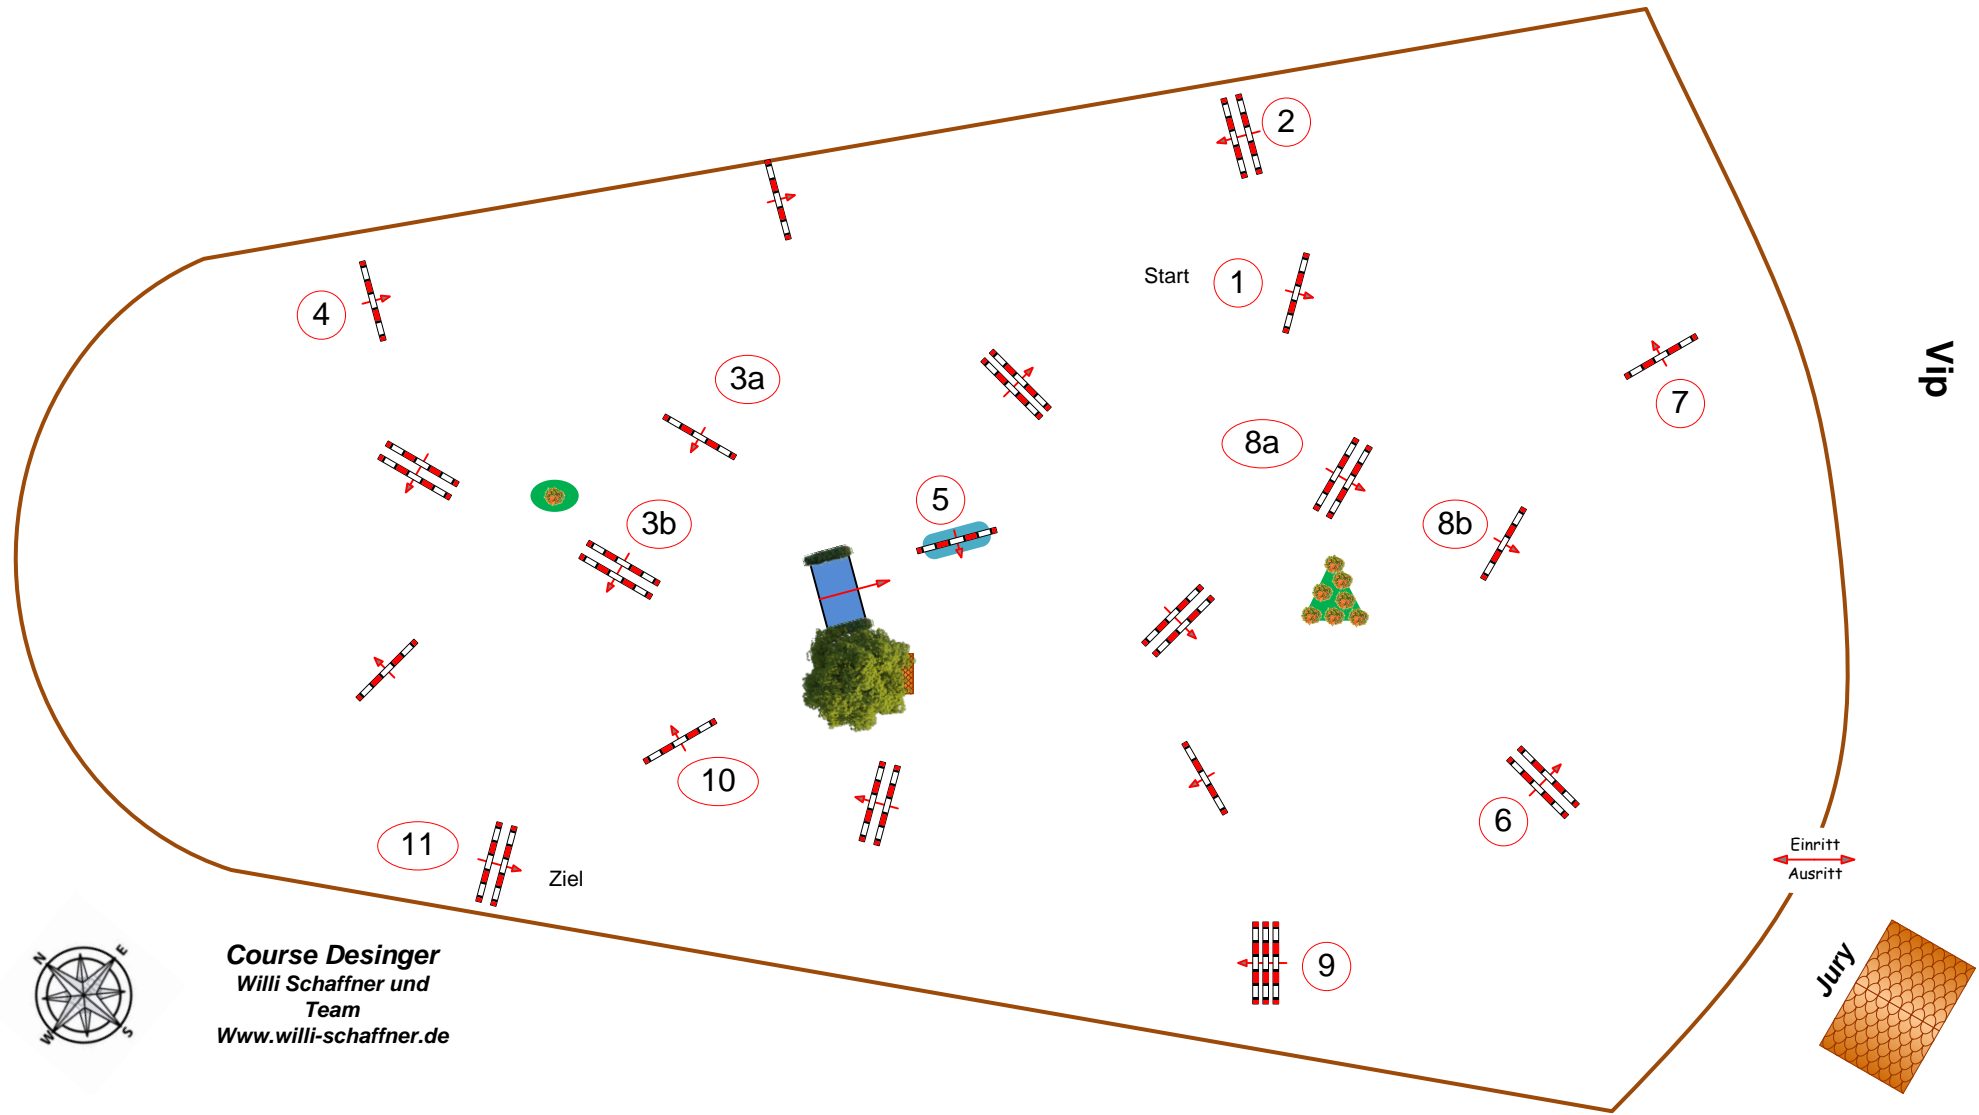 2
Start
1
4
3a
7
Vip
8a
5
3b
8b
10
6
11
Ziel
Einritt
Ausritt
9
Jury
N
E
W
S
Course Desinger
Willi Schaffner und
Team
Www.willi-schaffner.de